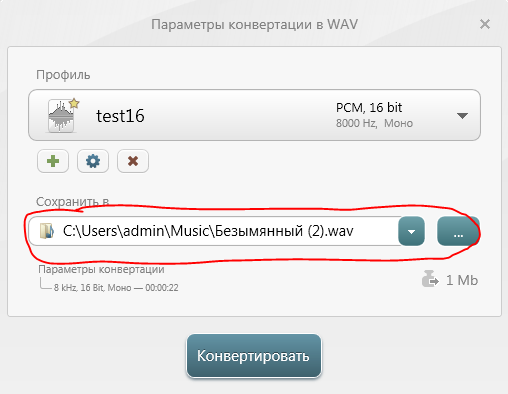 Параметры конвертации в WAV
Профиль
test16
PCM, 16 bit
8000 Hz, Моно
Сохранить в
C:\Users\admin\Music\Безымянный (2).wav
...
Параметры конвертации
8 kHz, 16 Bit, Моно — 00:00:22
1 Mb
Конвертировать